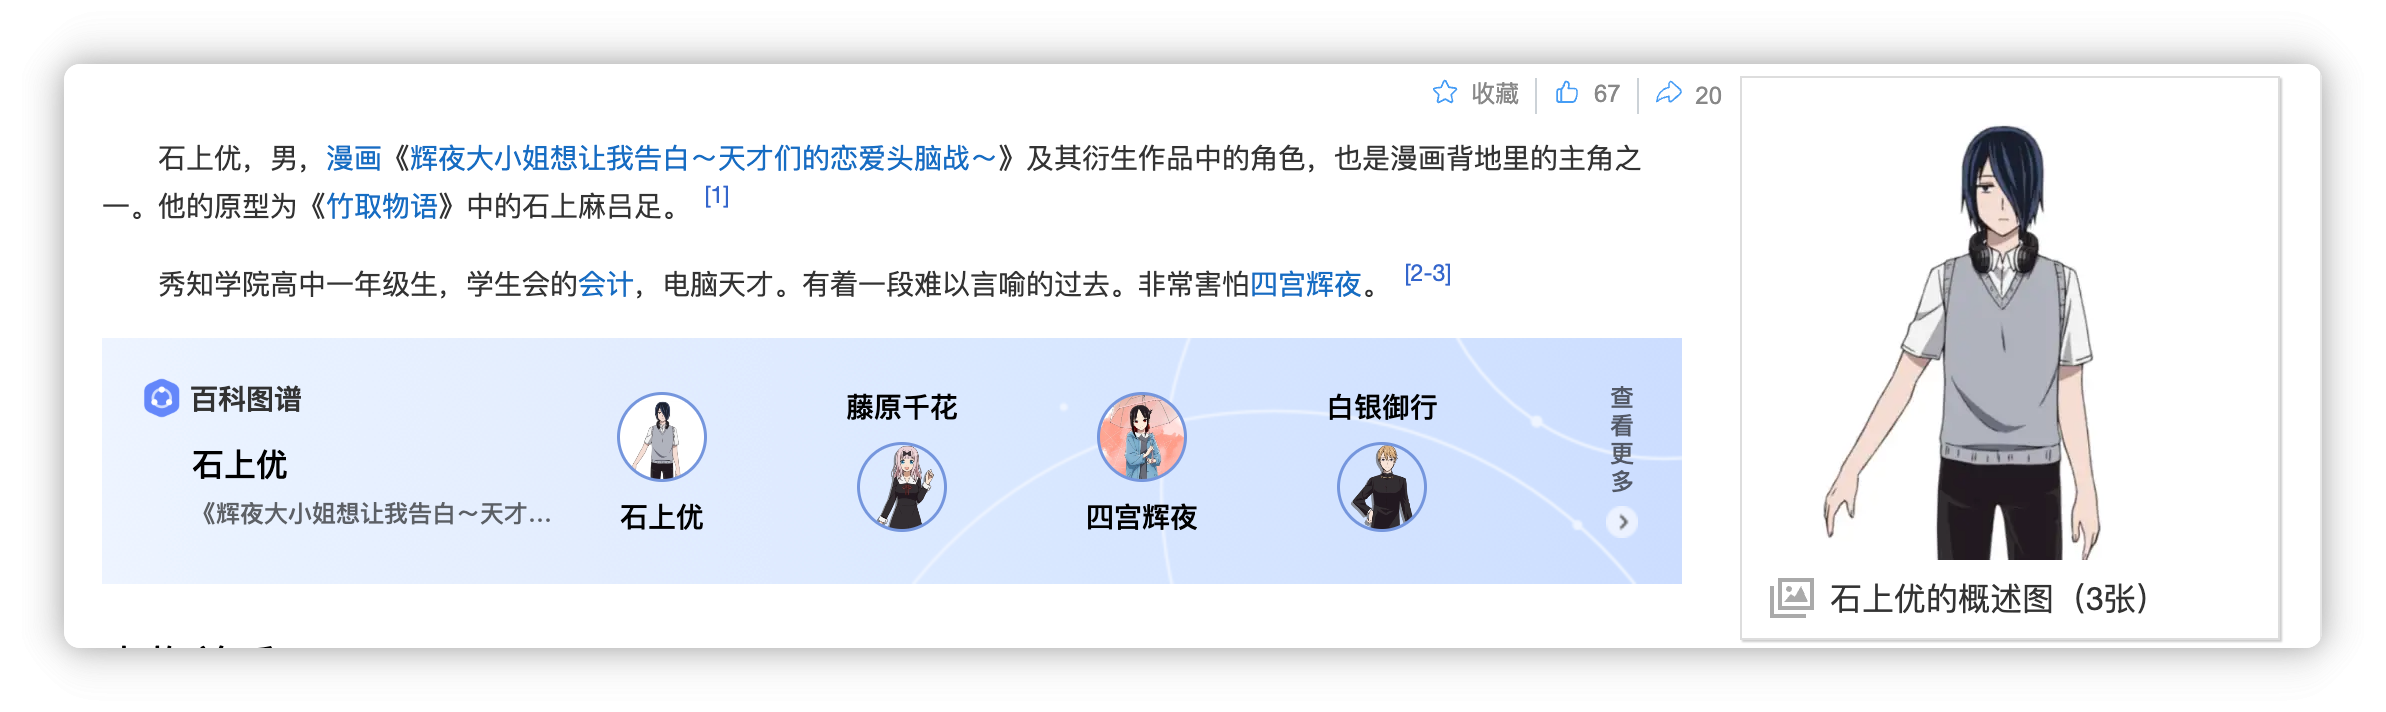 收藏 67 20
石上优，男，漫画《辉夜大小姐想让我告白～天才们的恋爱头脑战～》及其衍生作品中的角色，也是漫画背地里的主角之
一。他的原型为《竹取物语》中的石上麻吕足。 [1]
秀知学院高中一年级生，学生会的会计，电脑天才。有着一段难以言喻的过去。非常害怕四宫辉夜。 [2-3]
百科图谱
石上优
《辉夜大小姐想让我告白～天才...
石上优
藤原千花
四宫辉夜
白银御行
查看更多
石上优的概述图（3张）